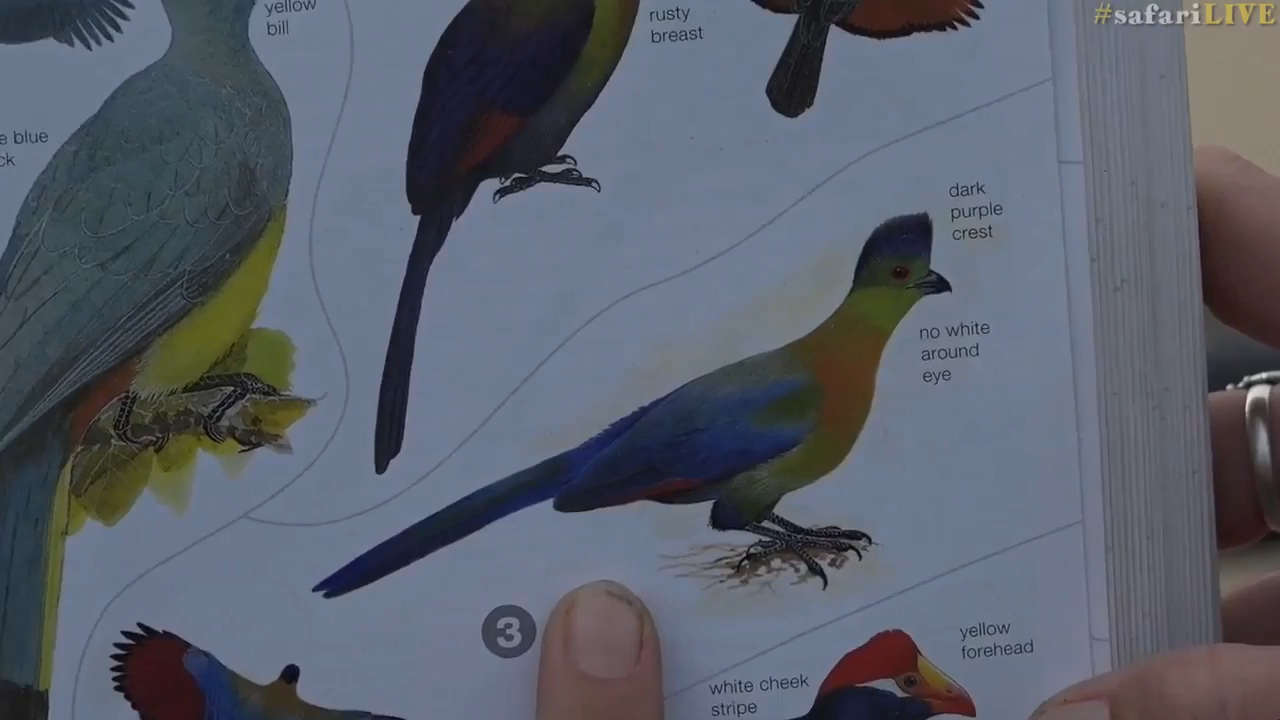 #safariLIVE
yellow
bill
rusty
breast
e blue
ck
dark
purple
crest
no white
around
eye
3
yellow
forehead
white cheek
stripe